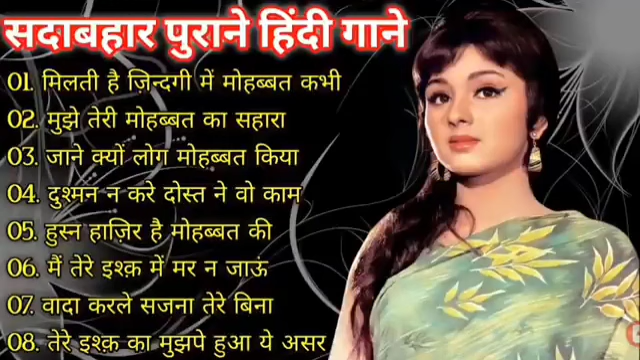 सदाबहार पुराने हिंदी गाने
01. मिलती है ज़िन्दगी में मोहब्बत कभी
02. मुझे तेरी मोहब्बत का सहारा
03. जाने क्यों लोग मोहब्बत किया
04. दुश्मन न करे दोस्त ने वो काम
05. हुस्न हाज़िर है मोहब्बत की
06. मैं तेरे इश्क़ में मर न जाऊं
07. वादा करले सजना तेरे बिना
08. तेरे इश्क़ का मुझपे हुआ ये असर